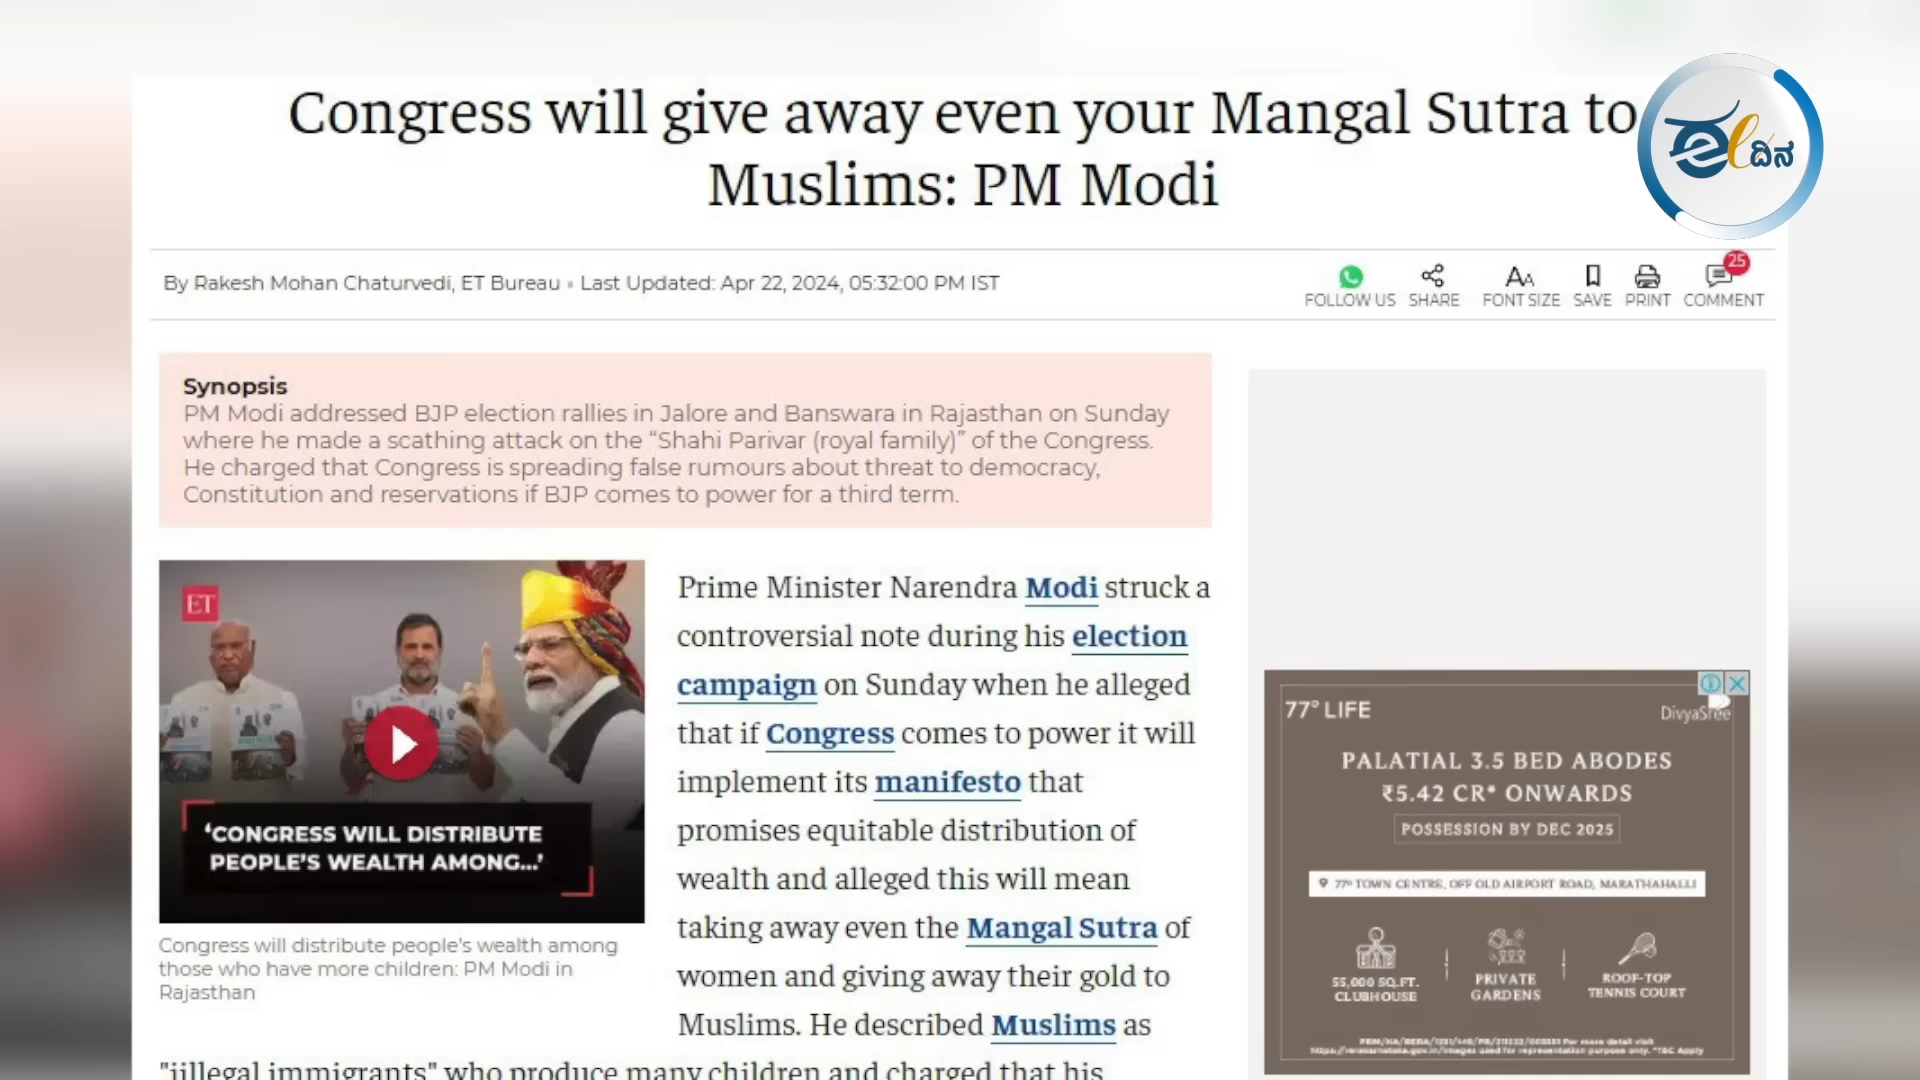 Congress will give away even your Mangal Sutra to
Muslims: PM Modi
eಲ ದಿನ
By Rakesh Mohan Chaturvedi, ET Bureau • Last Updated: Apr 22, 2024, 05:32:00 PM IST
FOLLOW US
SHARE
FONT SIZE
SAVE
PRINT
25
COMMENT
Synopsis
PM Modi addressed BJP election rallies in Jalore and Banswara in Rajasthan on Sunday
where he made a scathing attack on the “Shahi Parivar (royal family)” of the Congress.
He charged that Congress is spreading false rumours about threat to democracy,
Constitution and reservations if BJP comes to power for a third term.
ET
‘CONGRESS WILL DISTRIBUTE
PEOPLE’S WEALTH AMONG...’
Congress will distribute people's wealth among
those who have more children: PM Modi in
Rajasthan
Prime Minister Narendra Modi struck a
controversial note during his election
campaign on Sunday when he alleged
that if Congress comes to power it will
implement its manifesto that
promises equitable distribution of
wealth and alleged this will mean
taking away even the Mangal Sutra of
women and giving away their gold to
Muslims. He described Muslims as
"iillegal immigrants" who produce many children and charged that his
77° LIFE
DivyaSree
PALATIAL 3.5 BED ABODES
₹5.42 CR* ONWARDS
POSSESSION BY DEC 2025
77° TOWN CENTRE, OFF OLD AIRPORT ROAD, MARATHAHALLI
55,000 SQ.FT.
CLUBHOUSE
PRIVATE
GARDENS
ROOF-TOP
TENNIS COURT